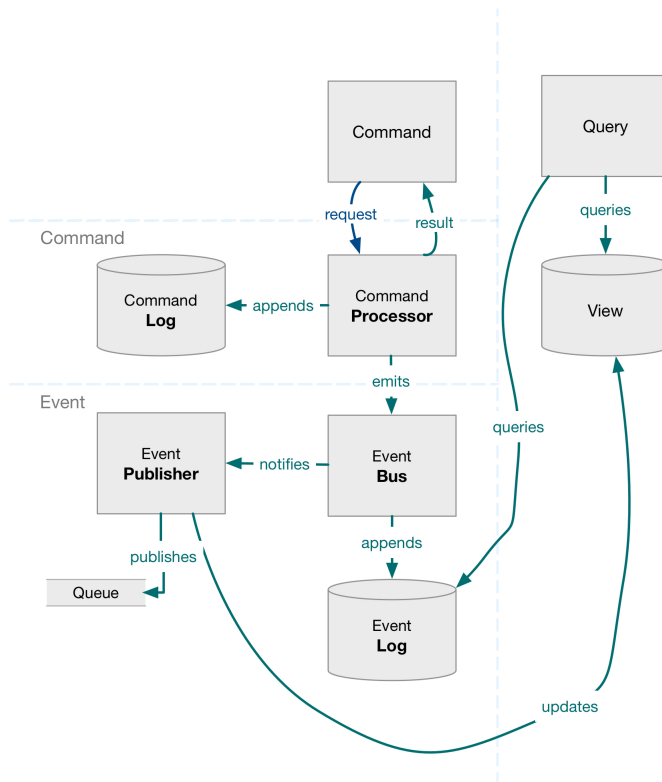 Command
Query
request
result
queries
Command
Command
Log
appends
Command
Processor
View
emits
Event
Event
Publisher
notifies
Event
Bus
queries
publishes
appends
Queue
Event
Log
updates